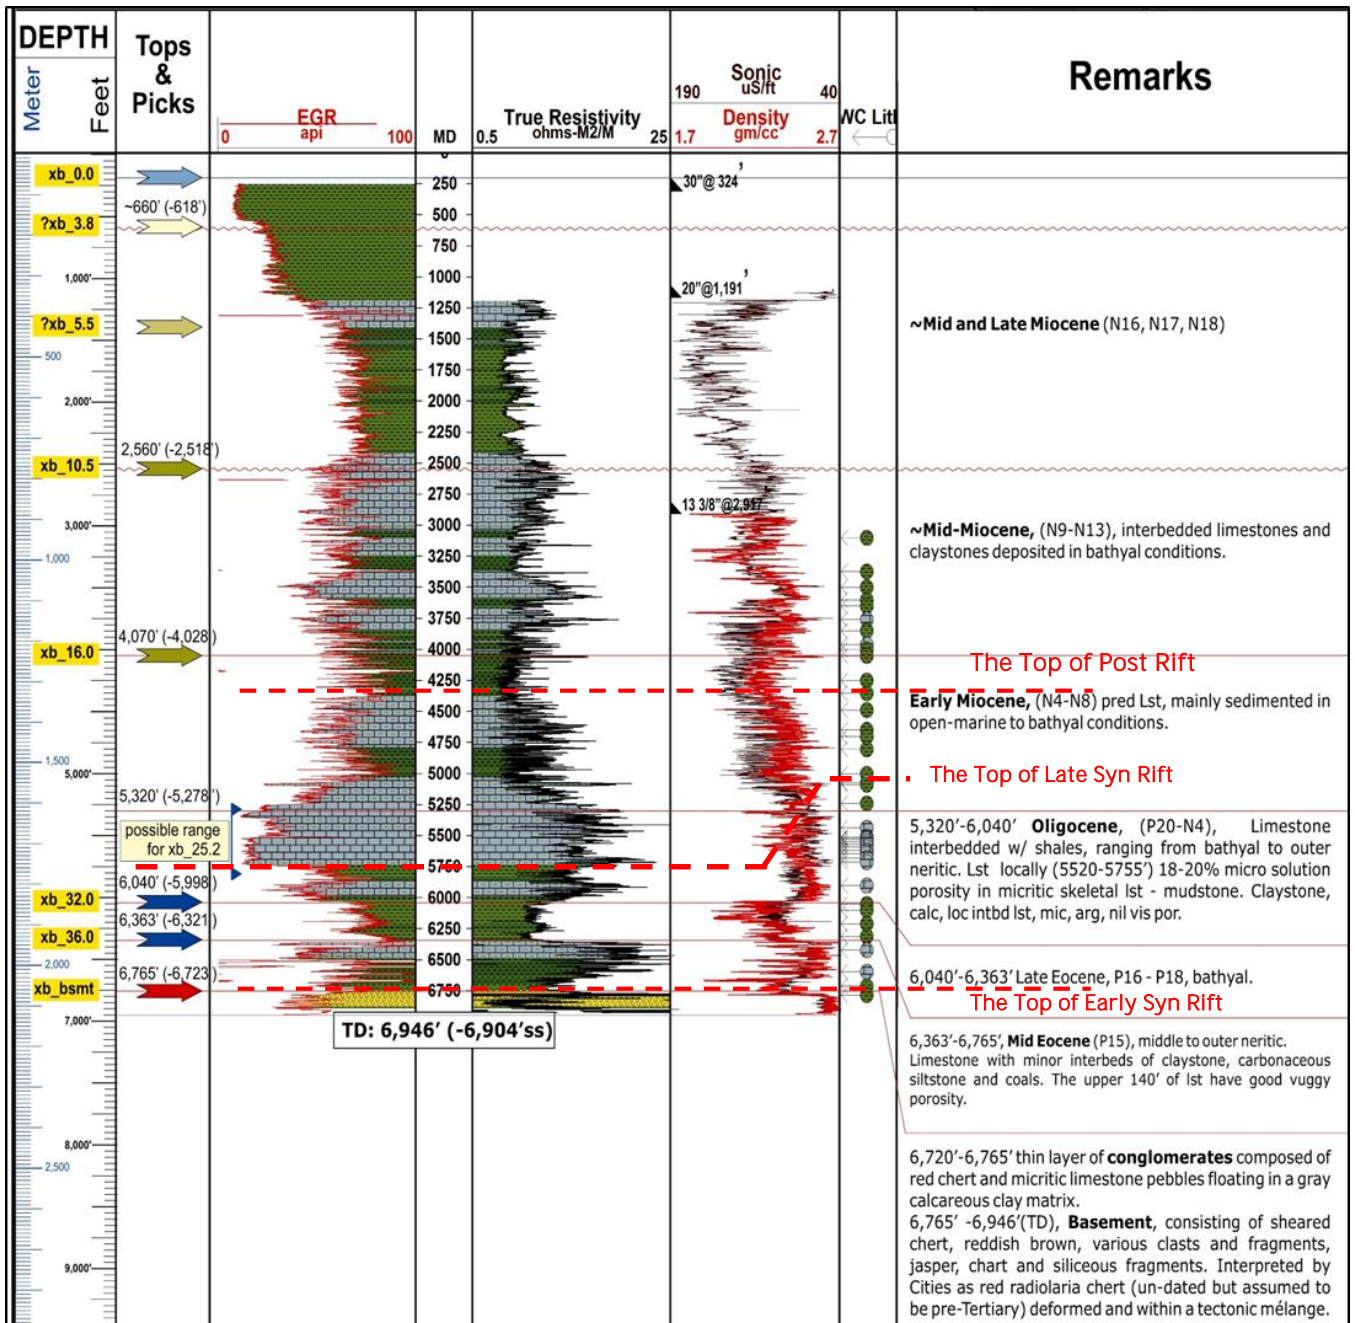 DEPTH
Meter
Feet
Tops
&
Picks
EGR
api
0
100
MD
True Resistivity
ohms-M2/M
0.5
25
Sonic
uS/ft
190
40
Density
gm/cc
1.7
2.7
WC Lit
Remarks
xb_0.0
~660' (-618')
?xb_3.8
1,000'
?xb_5.5
500
2,000'
2,560' (-2,518')
xb_10.5
3,000'
1,000
4,070' (-4,028')
xb_16.0
1,500
5,000'
5,320' (-5,278')
possible range
for xb_25.2
6,040' (-5,998')
xb_32.0
6,363' (-6,321)
xb_36.0
2,000
6,765' (-6,723')
xb_bsmt
7,000'
8,000'
2,500
9,000'
0
250
500
750
1000
1250
1500
1750
2000
2250
2500
2750
3000
3250
3500
3750
4000
4250
4500
4750
5000
5250
5500
5750
6000
6250
6500
6750
TD: 6,946' (-6,904'ss)
30"@ 324'
20"@1,191'
13 3/8"@2,917'
~Mid and Late Miocene (N16, N17, N18)
~Mid-Miocene, (N9-N13), interbedded limestones and
claystones deposited in bathyal conditions.
The Top of Post RIft
Early Miocene, (N4-N8) pred Lst, mainly sedimented in
open-marine to bathyal conditions.
The Top of Late Syn Rift
5,320'-6,040' Oligocene, (P20-N4), Limestone
interbedded w/ shales, ranging from bathyal to outer
neritic. Lst locally (5520-5755') 18-20% micro solution
porosity in micritic skeletal lst - mudstone. Claystone,
calc, loc intbd lst, mic, arg, nil vis por.
6,040'-6,363' Late Eocene, P16 - P18, bathyal.
The Top of Early Syn Rift
6,363'-6,765', Mid Eocene (P15), middle to outer neritic.
Limestone with minor interbeds of claystone, carbonaceous
siltstone and coals. The upper 140' of lst have good vuggy
porosity.
6,720'-6,765' thin layer of conglomerates composed of
red chert and micritic limestone pebbles floating in a gray
calcareous clay matrix.
6,765' -6,946'(TD), Basement, consisting of sheared
chert, reddish brown, various clasts and fragments,
jasper, chart and siliceous fragments. Interpreted by
Cities as red radiolaria chert (un-dated but assumed to
be pre-Tertiary) deformed and within a tectonic mélange.